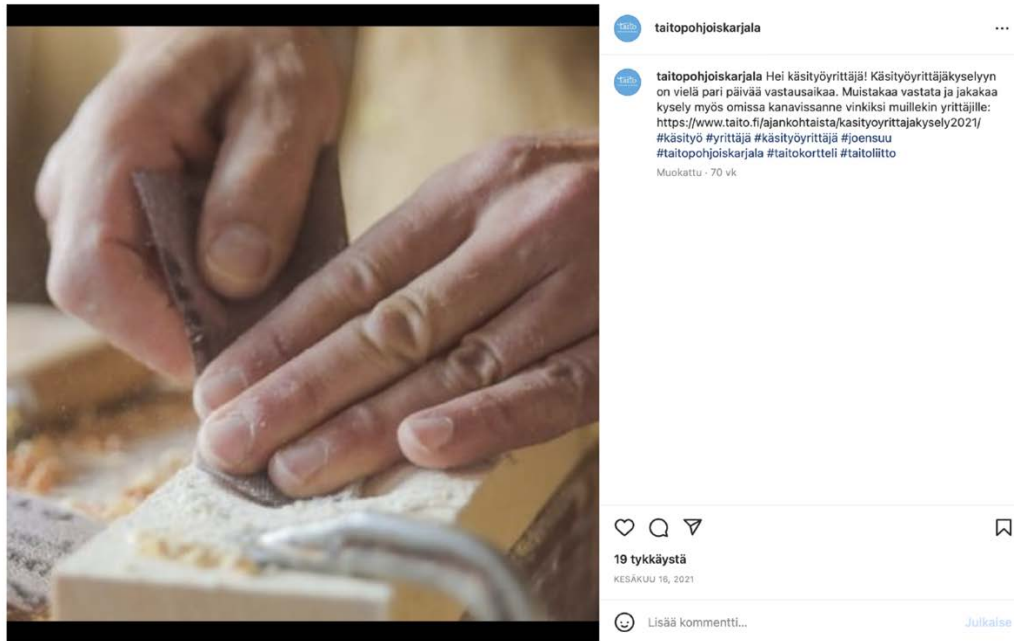 taito
taitopohjoiskarjala
taito
taitopohjoiskarjala Hei käsityöyrittäjä! Käsityöyrittäjäkyselyyn
on vielä pari päivää vastausaikaa. Muistakaa vastata ja jakakaa
kysely myös omissa kanavissanne vinkiksi muillekin yrittäjille:
https://www.taito.fi/ajankohtaista/kasityoyrittajakysely2021/
#käsityö #yrittäjä #käsityöyrittäjä #joensuu
#taitopohjoiskarjala #taitokortteli #taitoliitto
Muokattu · 70 vk
19 tykkäystä
KESÄKUU 16, 2021
Lisää kommentti...
Julkaise